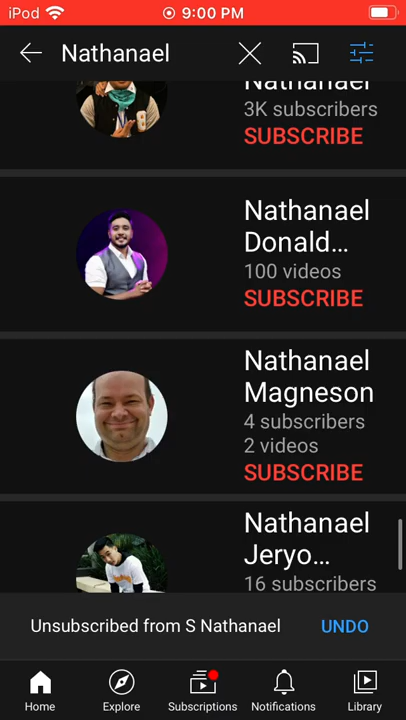 iPod 9:00 PM
Nathanael
Nathanael
3K subscribers
SUBSCRIBE
Nathanael
Donald...
100 videos
SUBSCRIBE
Nathanael
Magneson
4 subscribers
2 videos
SUBSCRIBE
Nathanael
Jeryo...
16 subscribers
Unsubscribed from S Nathanael UNDO
Home Explore Subscriptions Notifications Library